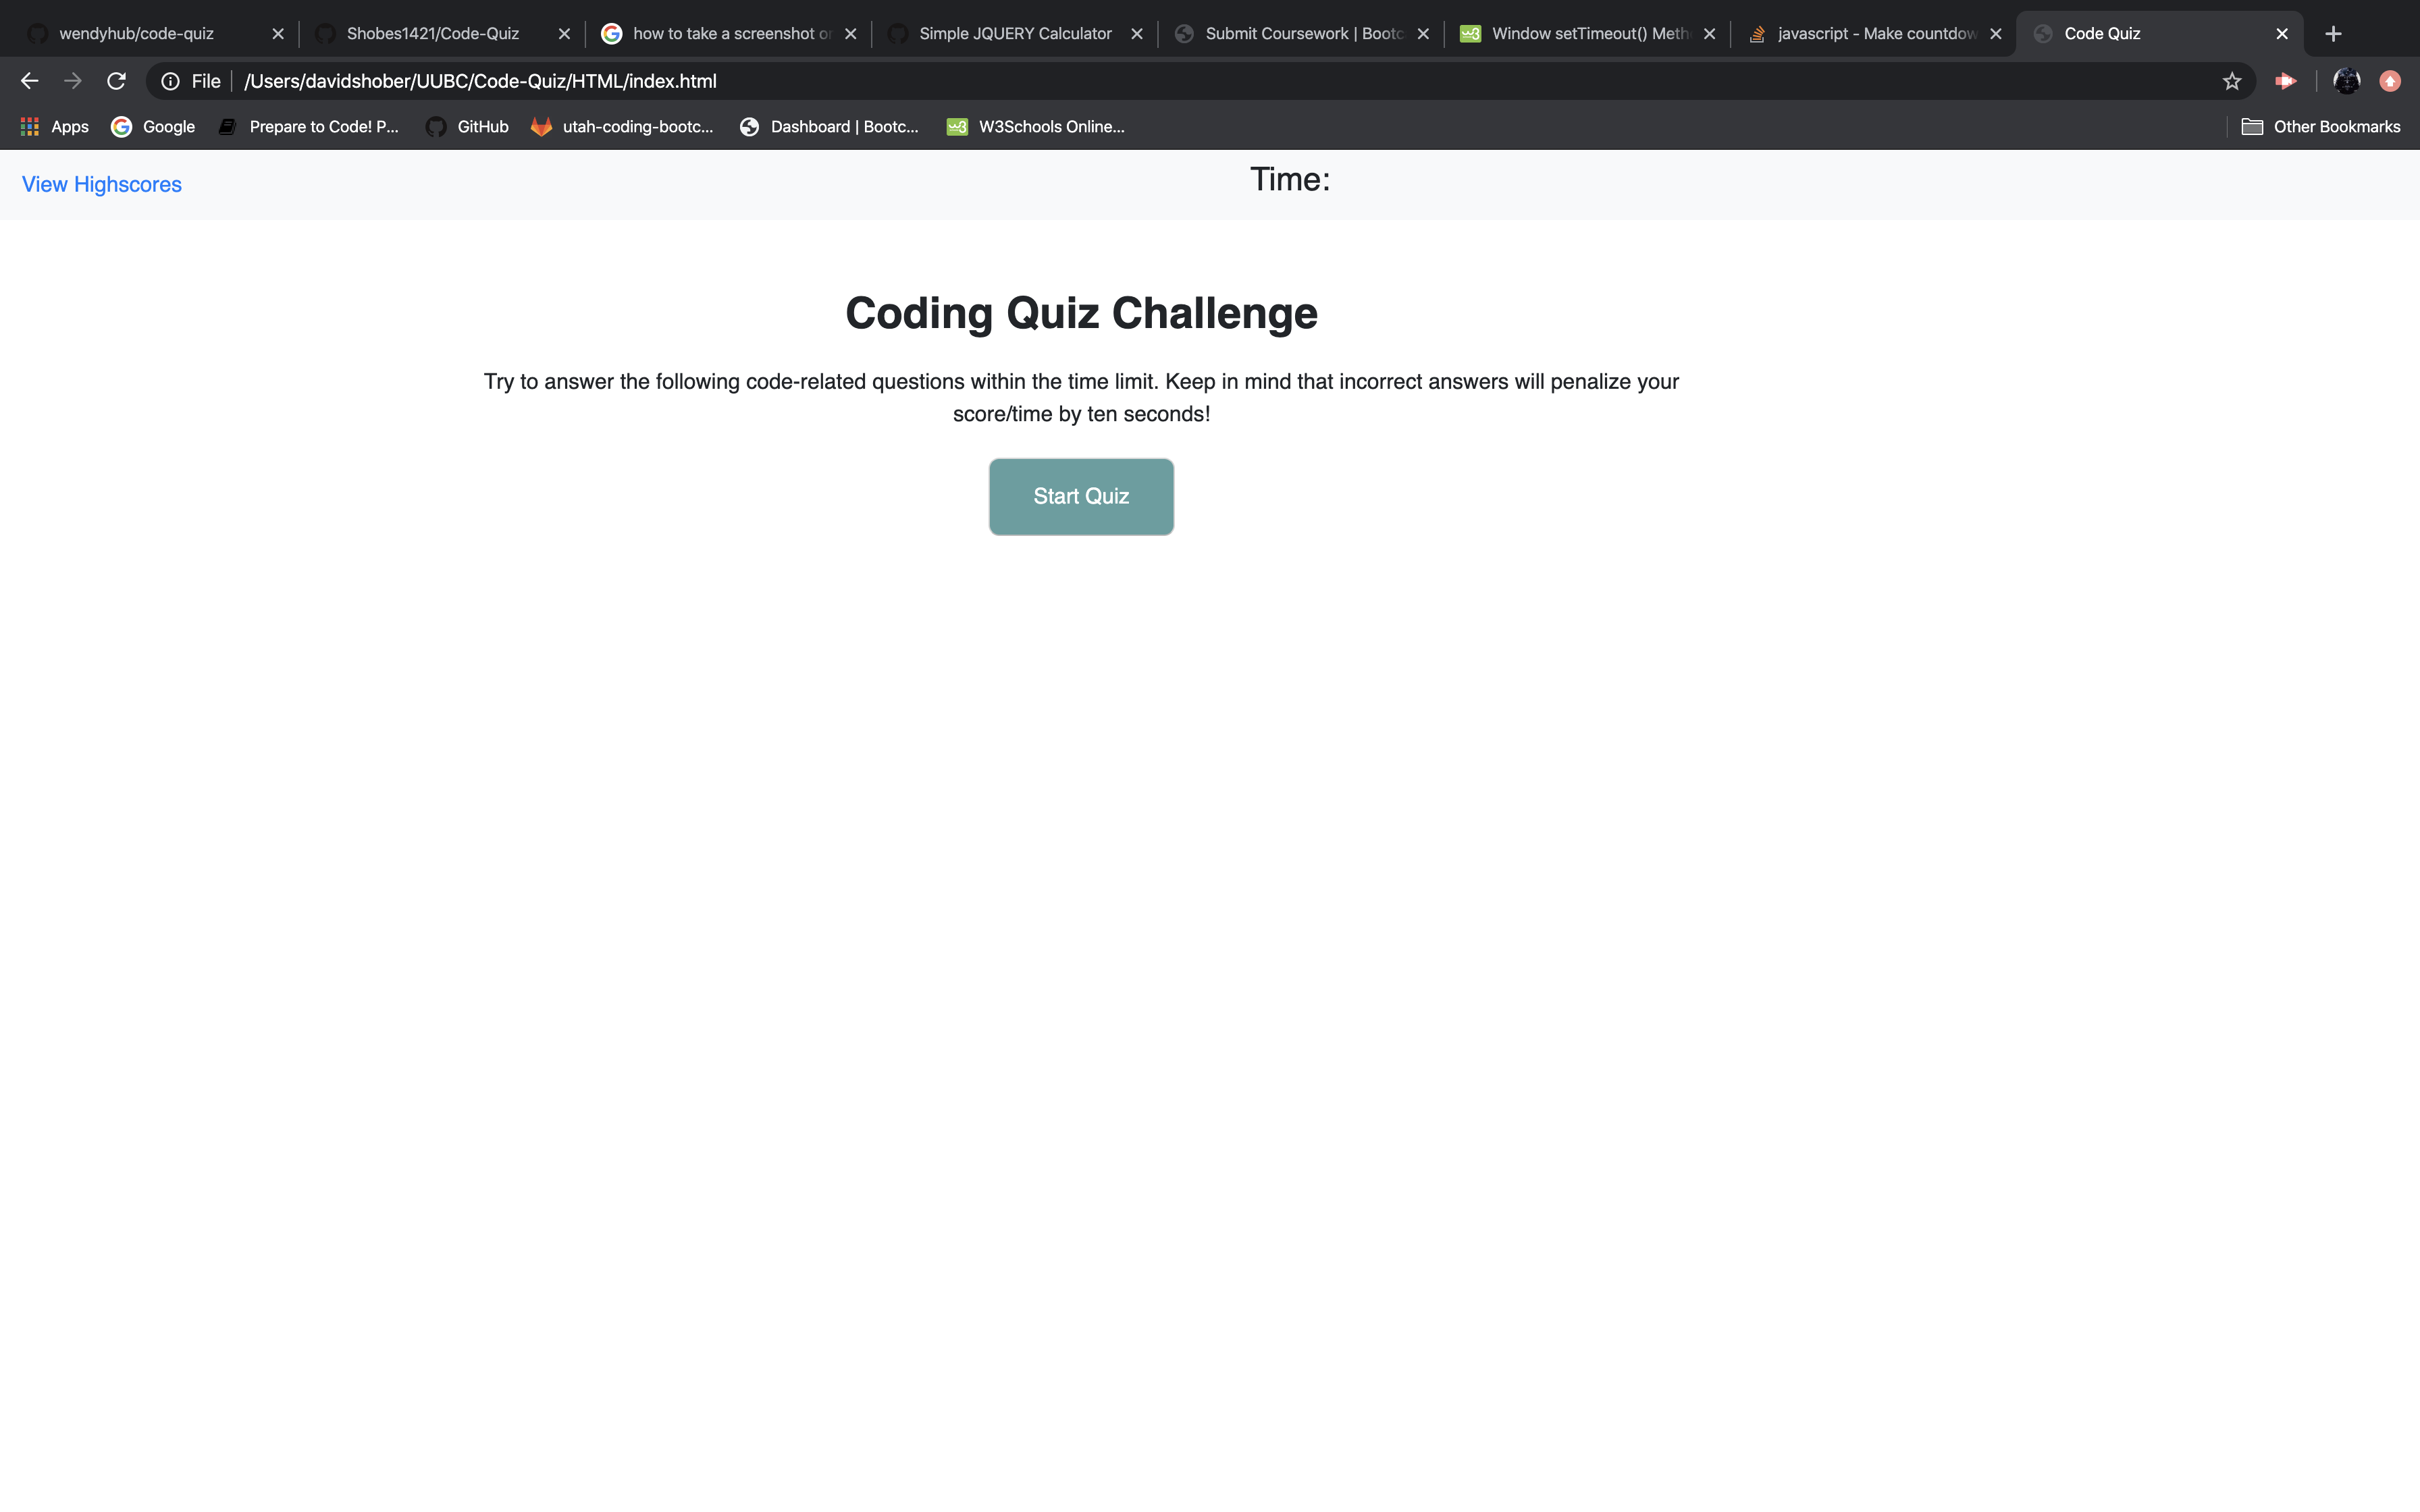 wendyhub/code-quiz
Shobes1421/Code-Quiz
how to take a screenshot or
Simple JQUERY Calculator
Submit Coursework | Bootc
Window setTimeout() Meth
javascript - Make countdow
Code Quiz
File /Users/davidshober/UUBC/Code-Quiz/HTML/index.html
Apps
Google
Prepare to Code! P...
GitHub
utah-coding-bootc...
Dashboard | Bootc...
W3Schools Online...
Other Bookmarks
View Highscores
Time:
Coding Quiz Challenge
Try to answer the following code-related questions within the time limit. Keep in mind that incorrect answers will penalize your
score/time by ten seconds!
Start Quiz